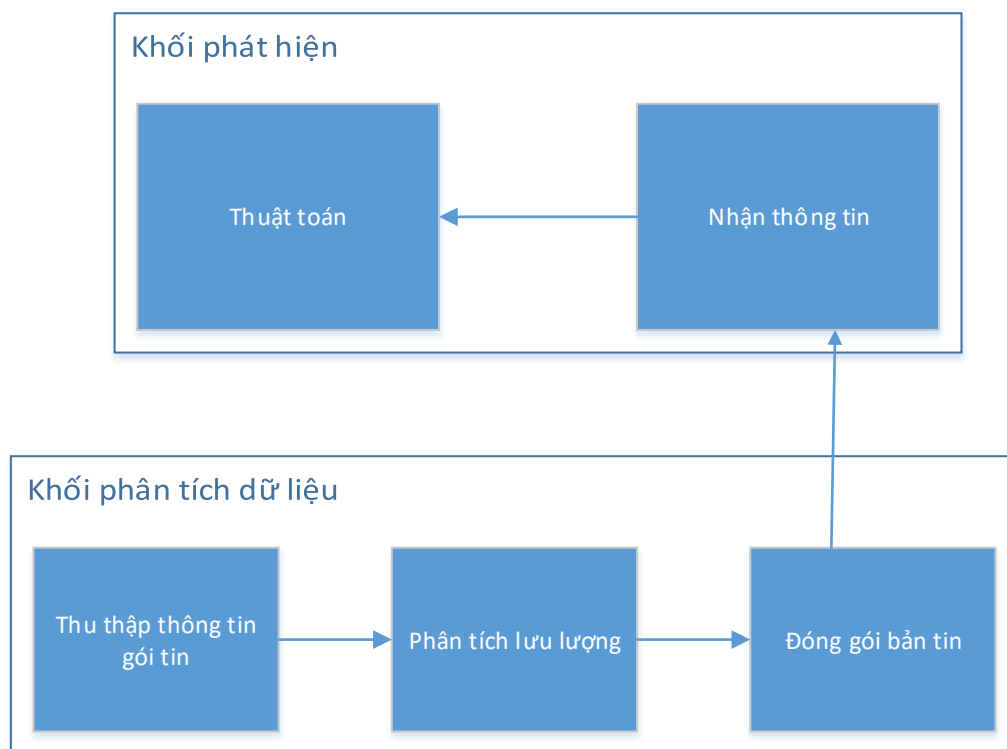 Khối phát hiện
Thuật toán
Nhận thông tin
Khối phân tích dữ liệu
Thu thập thông tin
gói tin
Phân tích lưu lượng
Đóng gói bản tin